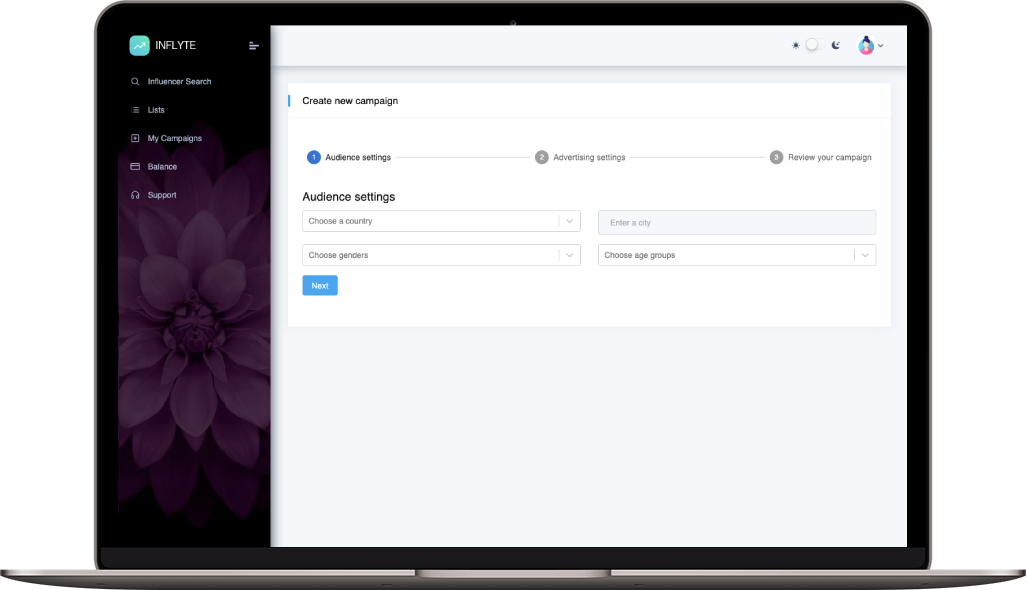 INFLYTE
Influencer Search
Lists
My Campaigns
Balance
Support
Create new campaign
1 Audience settings
2 Advertising settings
3 Review your campaign
Audience settings
Choose a country
Enter a city
Choose genders
Choose age groups
Next